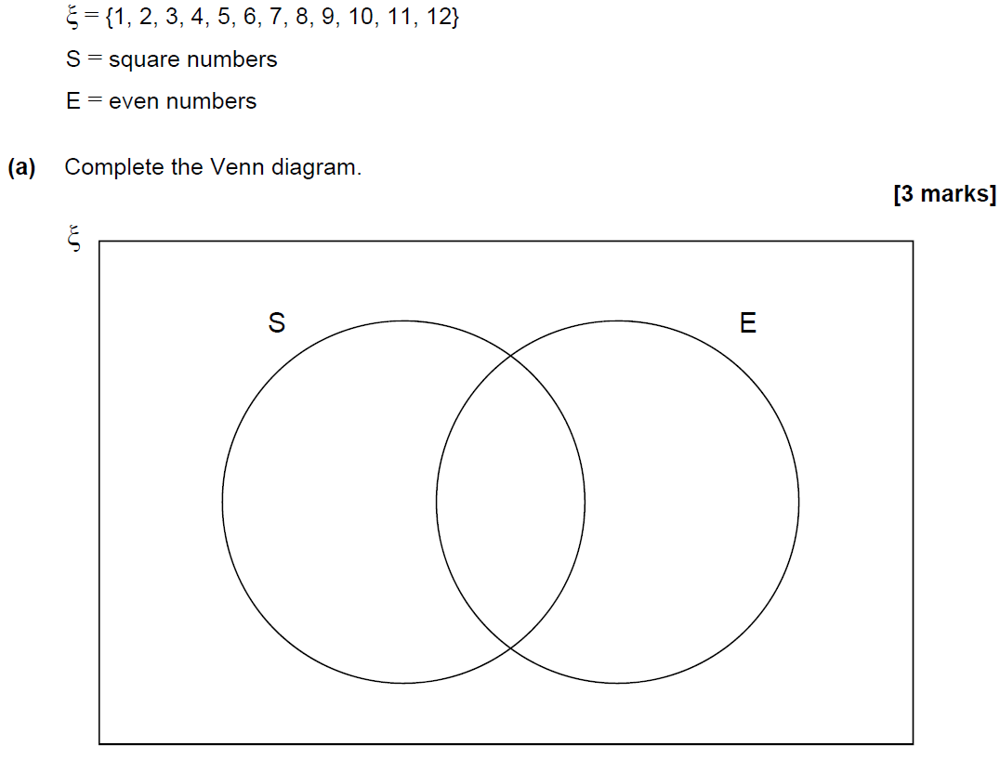 ξ = {1, 2, 3, 4, 5, 6, 7, 8, 9, 10, 11, 12}
S = square numbers
E = even numbers
(a) Complete the Venn diagram.
[3 marks]
ξ
S E